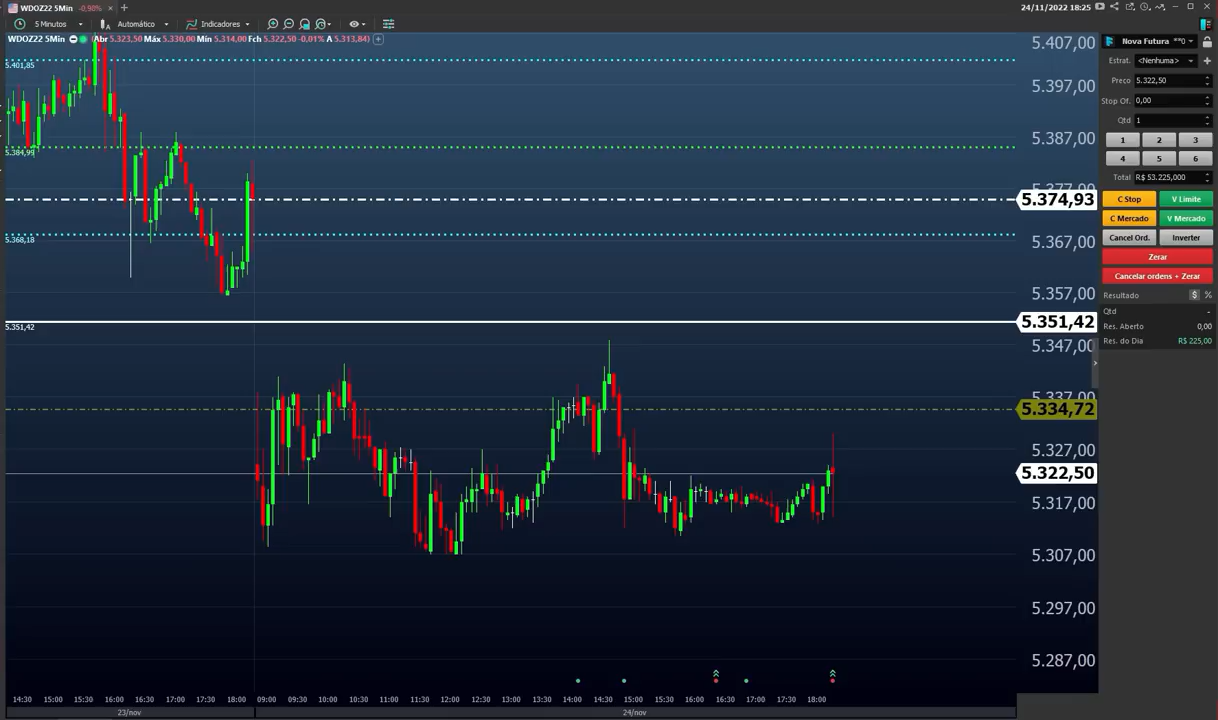 WDOZ22 5Min -0,98%
24/11/2022 18:25
5 Minutos
Automático
Indicadores
WDOZ22 5Min
Abr 5.323,50 Máx 5.330,00 Mín 5.314,00 Fch 5.322,50 -0,01% A 5.313,84)
5.401,85
5.384,99
5.368,18
5.351,42
5.407,00
5.397,00
5.387,00
5.377,00
5.374,93
5.367,00
5.357,00
5.351,42
5.347,00
5.337,00
5.334,72
5.327,00
5.322,50
5.317,00
5.307,00
5.297,00
5.287,00
14:30 15:00 15:30 16:00 16:30 17:00 17:30 18:00 09:00 09:30 10:00 10:30 11:00 11:30 12:00 12:30 13:00 13:30 14:00 14:30 15:00 15:30 16:00 16:30 17:00 17:30 18:00
23/nov 24/nov
Nova Futura
Estrat. <Nenhuma>
Preço 5.322,50
Stop Of. 0,00
Qtd 1
1 2 3
4 5 6
Total R$ 53.225,000
C Stop V Limite
C Mercado V Mercado
Cancel Ord. Inverter
Zerar
Cancelar ordens + Zerar
Resultado $ %
Qtd -
Res. Aberto 0,00
Res. do Dia R$ 225,00